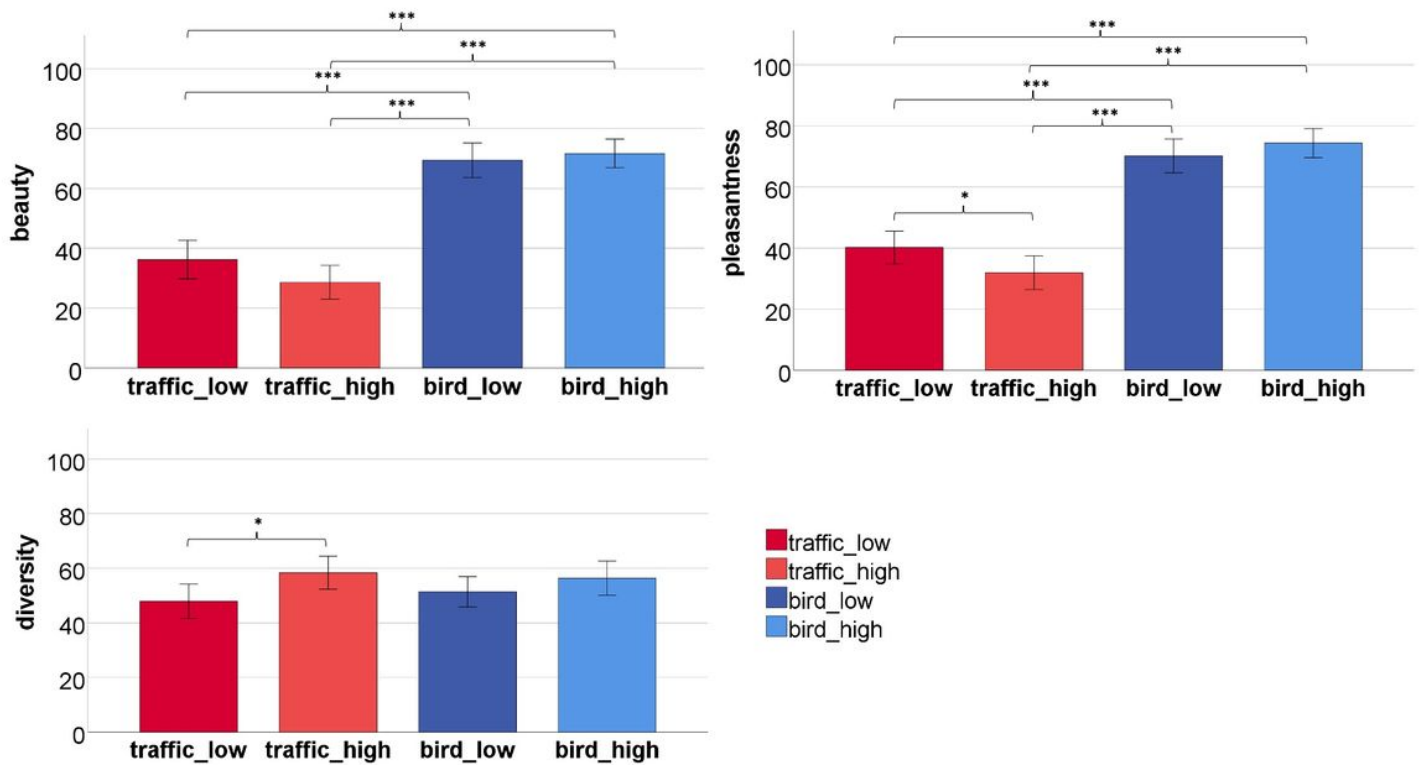 ***
***
***
***
100
80
60
40
20
0
beauty
traffic_low traffic_high bird_low bird_high
***
***
***
***
*
100
80
60
40
20
0
pleasantness
traffic_low traffic_high bird_low bird_high
*
100
80
60
40
20
0
diversity
traffic_low traffic_high bird_low bird_high
traffic_low
traffic_high
bird_low
bird_high